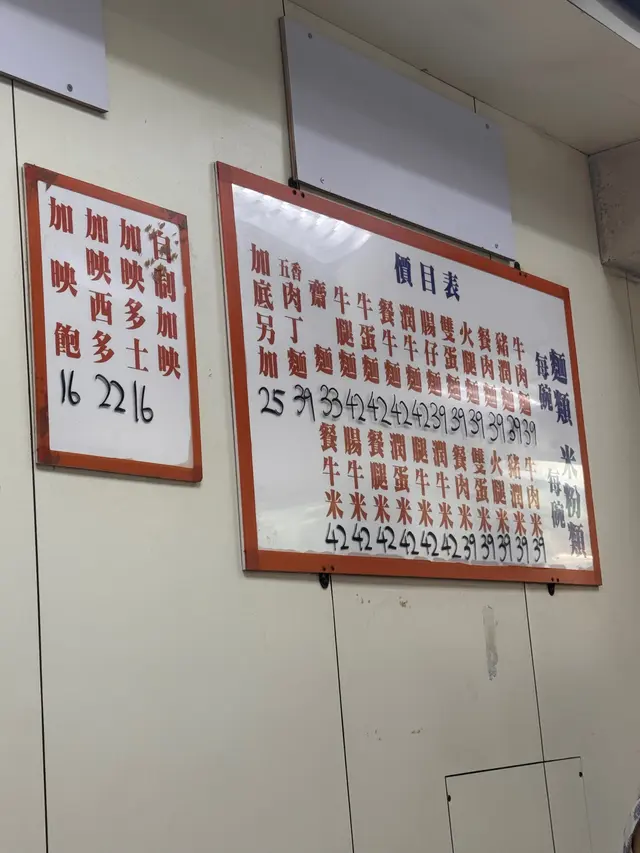 價目表
麵類 每碗
牛肉麵 39
豬潤麵 39
餐肉麵 39
火腿麵 39
雙蛋麵 39
腸仔麵 39
潤牛麵 42
餐牛麵 42
牛蛋麵 42
牛腿麵 42
齋麵 33
五香肉丁麵 39
加底另加 25
米粉類 每碗
牛肉米 39
豬潤米 39
火腿米 39
雙蛋米 39
餐肉米 39
潤牛米 42
腿牛米 42
潤蛋米 42
餐腿米 42
腸牛米 42
餐牛米 42
自制加映
加映多士 16
加映西多 22
加映飽 16